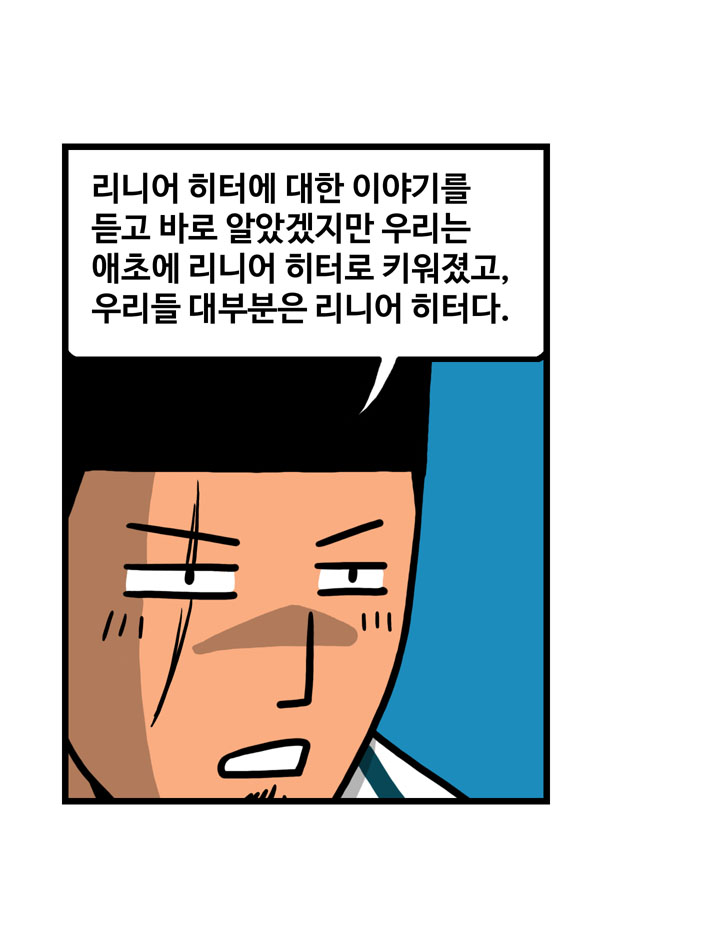 리니어 히터에 대한 이야기를
듣고 바로 알았겠지만 우리는
애초에 리니어 히터로 키워졌고,
우리들 대부분은 리니어 히터다.